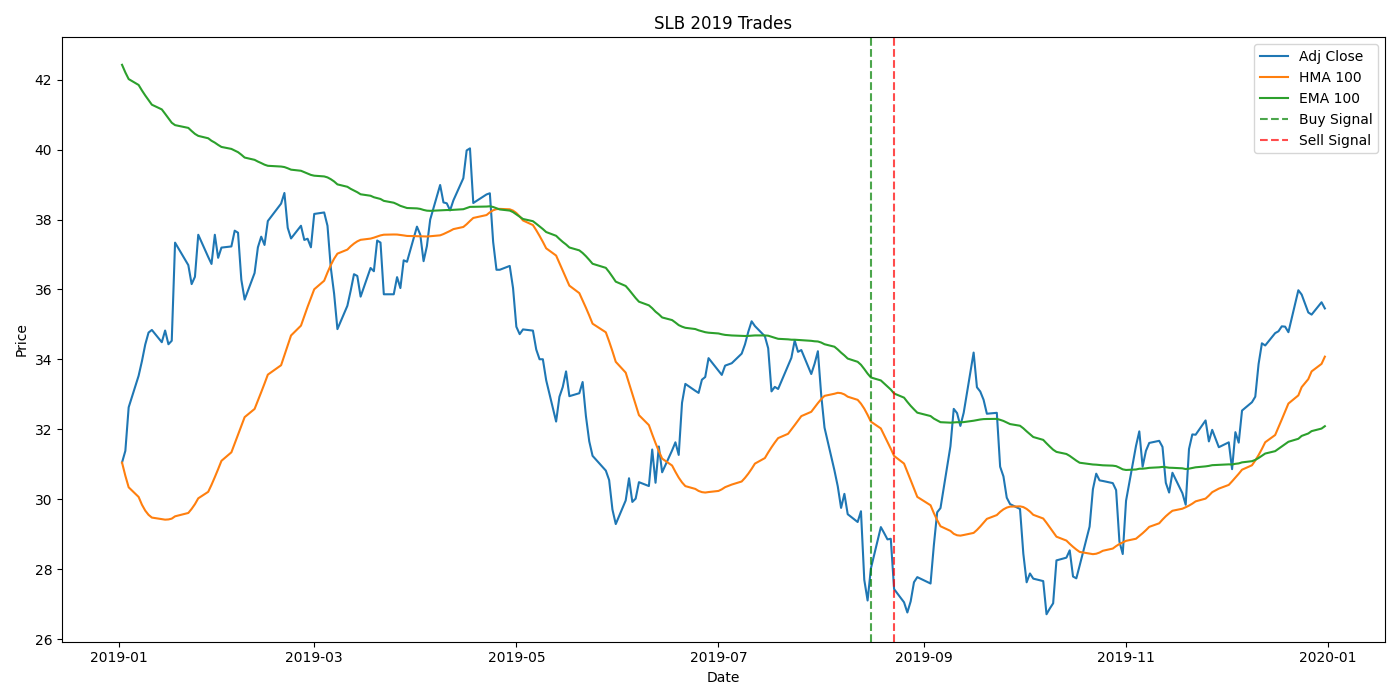 SLB 2019 Trades
Adj Close
HMA 100
EMA 100
Buy Signal
Sell Signal
Price
42
40
38
36
34
32
30
28
26
2019-01
2019-03
2019-05
2019-07
2019-09
2019-11
2020-01
Date